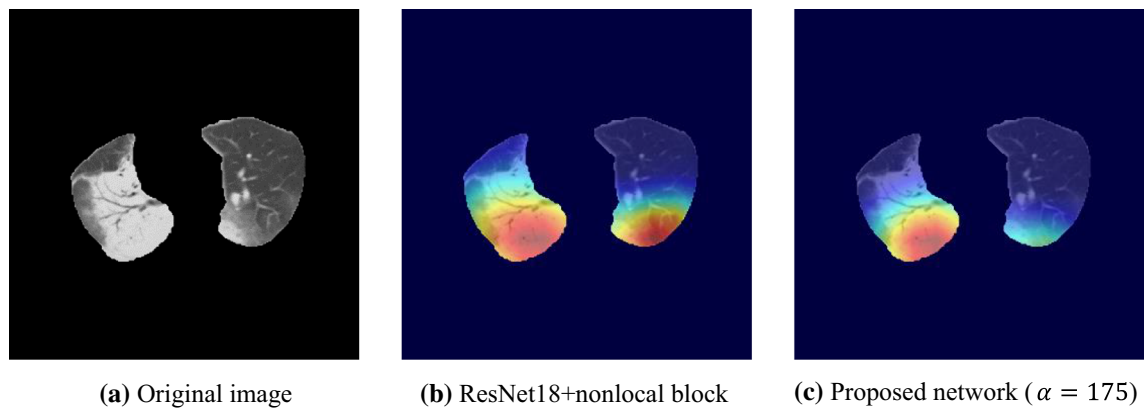 (a) Original image
(b) ResNet18+nonlocal block
(c) Proposed network ( α = 175)